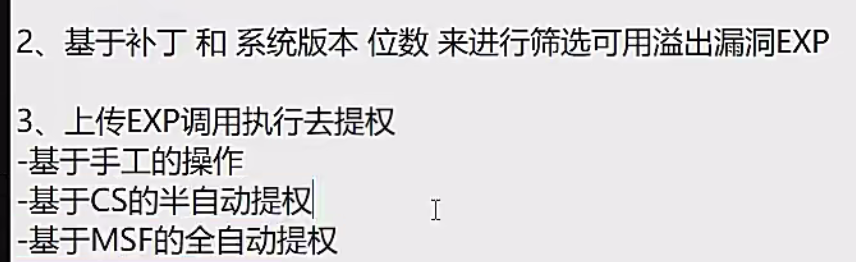 2、基于补丁 和 系统版本 位数 来进行筛选可用溢出漏洞EXP
3、上传EXP调用执行去提权
-基于手工的操作
-基于CS的半自动提权
-基于MSF的全自动提权